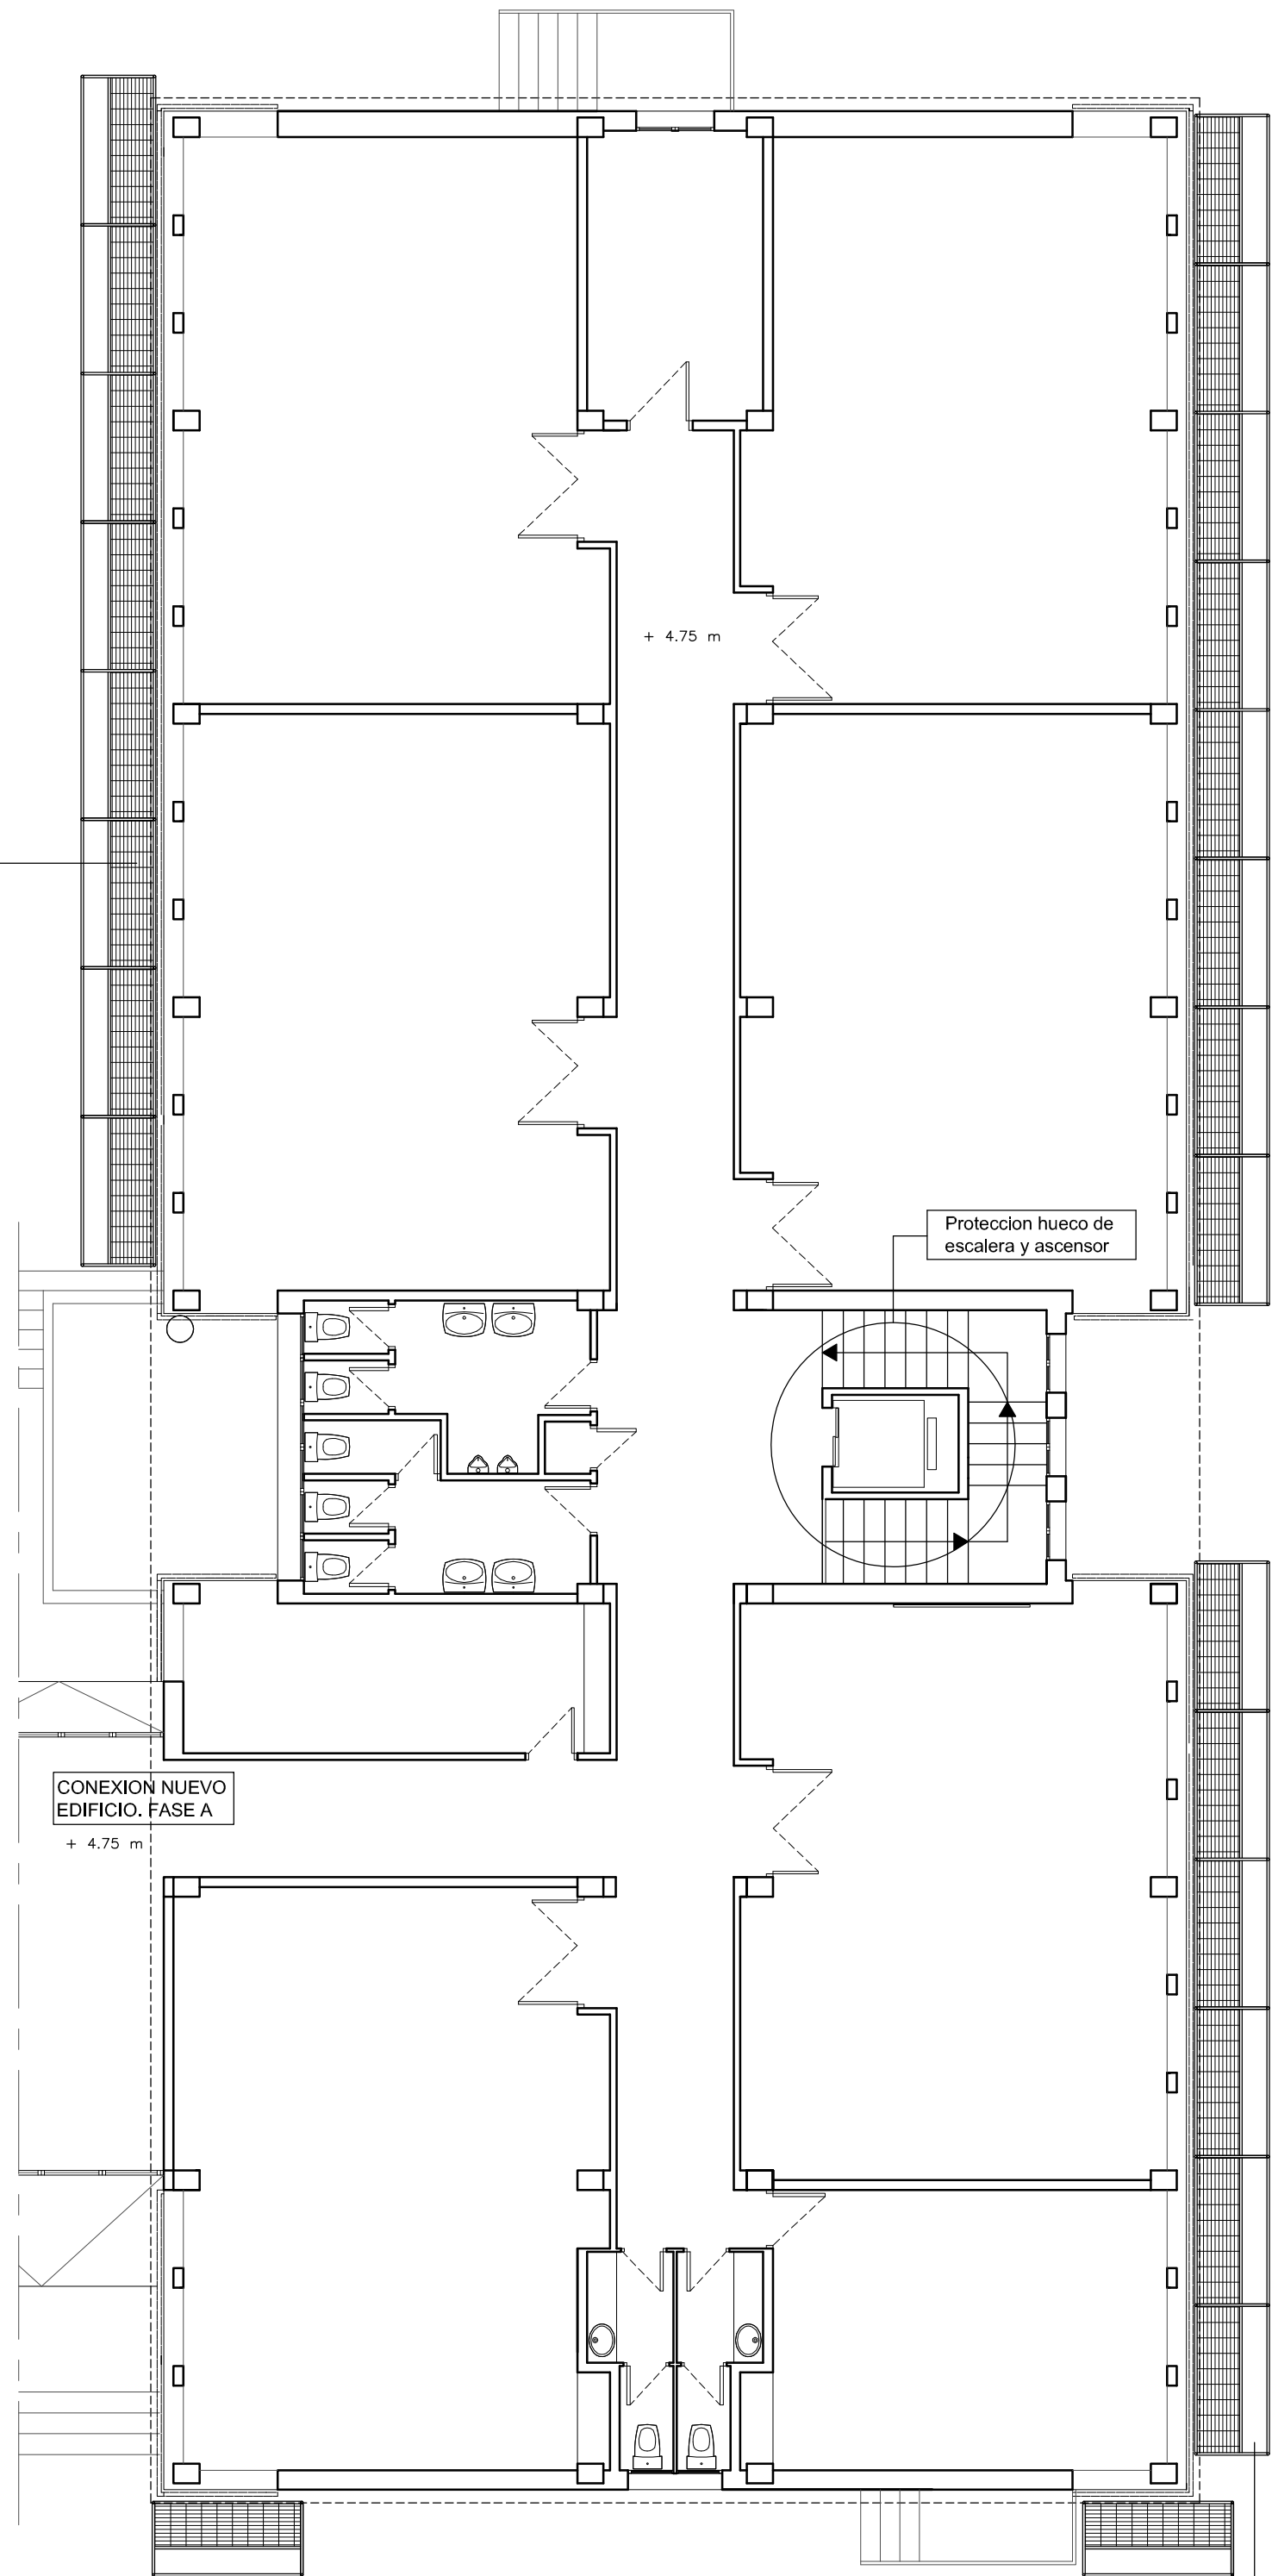 + 4.75 m
Proteccion hueco de
escalera y ascensor
CONEXION NUEVO
EDIFICIO. FASE A
+ 4.75 m